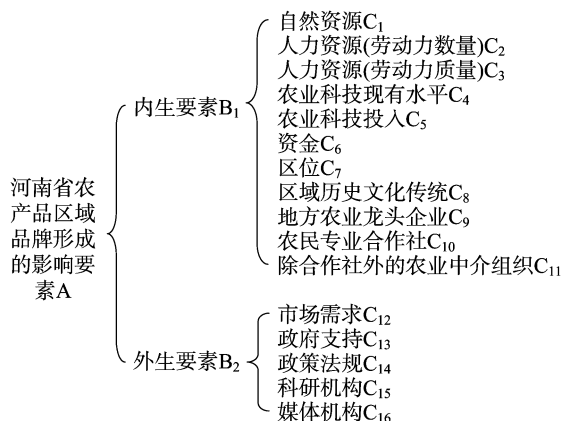 河南省农
产品区域
品牌形成
的影响要
素A
内生要素B₁
自然资源C₁
人力资源(劳动力数量)C₂
人力资源(劳动力质量)C₃
农业科技现有水平C₄
农业科技投入C₅
资金C₆
区位C₇
区域历史文化传统C₈
地方农业龙头企业C₉
农民专业合作社C₁₀
除合作社外的农业中介组织C₁₁
外生要素B₂
市场需求C₁₂
政府支持C₁₃
政策法规C₁₄
科研机构C₁₅
媒体机构C₁₆